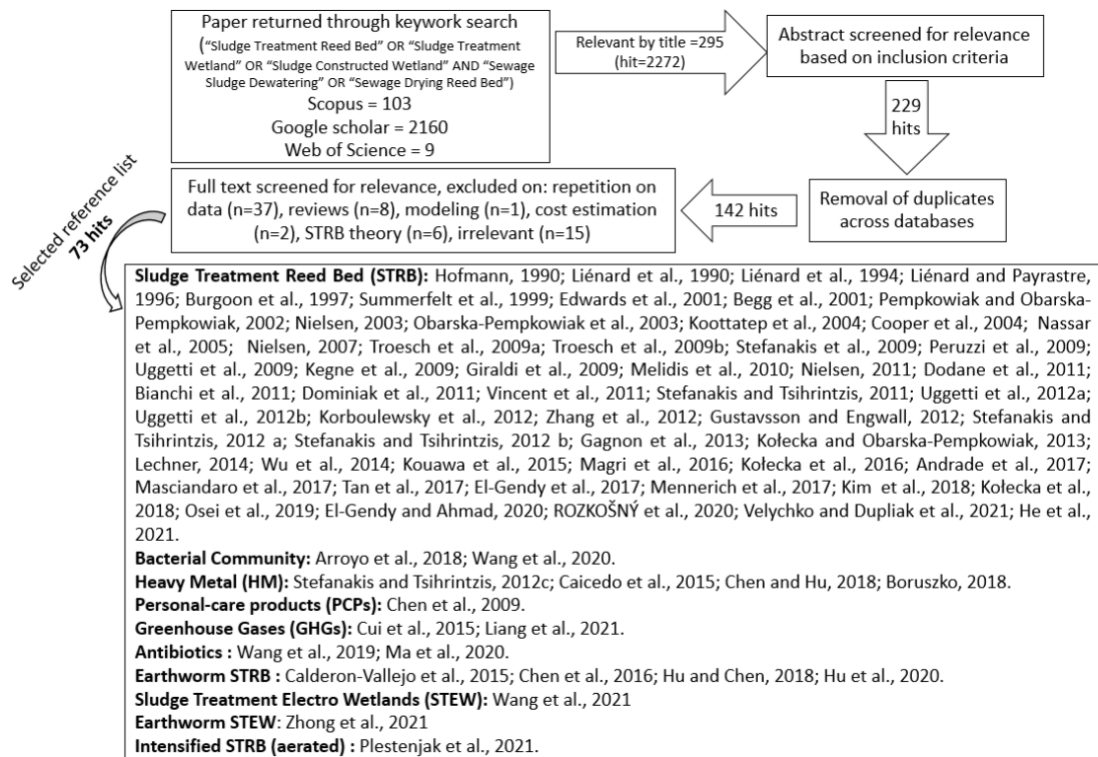 Paper returned through keywork search
("Sludge Treatment Reed Bed" OR "Sludge Treatment
Wetland" OR "Sludge Constructed Wetland" AND "Sewage
Sludge Dewatering" OR "Sewage Drying Reed Bed")
Scopus = 103
Google scholar = 2160
Web of Science = 9
Relevant by title =295
(hit=2272)
Abstract screened for relevance
based on inclusion criteria
229
hits
Removal of duplicates
across databases
142 hits
Full text screened for relevance, excluded on: repetition on
data (n=37), reviews (n=8), modeling (n=1), cost estimation
(n=2), STRB theory (n=6), irrelevant (n=15)
Selected reference list
73 hits
Sludge Treatment Reed Bed (STRB): Hofmann, 1990; Liénard et al., 1990; Liénard et al., 1994; Liénard and Payrastre,
1996; Burgoon et al., 1997; Summerfelt et al., 1999; Edwards et al., 2001; Begg et al., 2001; Pempkowiak and Obarska-
Pempkowiak, 2002; Nielsen, 2003; Obarska-Pempkowiak et al., 2003; Koottatep et al., 2004; Cooper et al., 2004; Nassar
et al., 2005; Nielsen, 2007; Troesch et al., 2009a; Troesch et al., 2009b; Stefanakis et al., 2009; Peruzzi et al., 2009;
Uggetti et al., 2009; Kegne et al., 2009; Giraldi et al., 2009; Melidis et al., 2010; Nielsen, 2011; Dodane et al., 2011;
Bianchi et al., 2011; Dominiak et al., 2011; Vincent et al., 2011; Stefanakis and Tsihrintzis, 2011; Uggetti et al., 2012a;
Uggetti et al., 2012b; Korboulewsky et al., 2012; Zhang et al., 2012; Gustavsson and Engwall, 2012; Stefanakis and
Tsihrintzis, 2012 a; Stefanakis and Tsihrintzis, 2012 b; Gagnon et al., 2013; Kołecka and Obarska-Pempkowiak, 2013;
Lechner, 2014; Wu et al., 2014; Kouawa et al., 2015; Magri et al., 2016; Kołecka et al., 2016; Andrade et al., 2017;
Masciandaro et al., 2017; Tan et al., 2017; El-Gendy et al., 2017; Mennerich et al., 2017; Kim et al., 2018; Kołecka et al.,
2018; Osei et al., 2019; El-Gendy and Ahmad, 2020; ROZKOŠNÝ et al., 2020; Velychko and Dupliak et al., 2021; He et al.,
2021.
Bacterial Community: Arroyo et al., 2018; Wang et al., 2020.
Heavy Metal (HM): Stefanakis and Tsihrintzis, 2012c; Caicedo et al., 2015; Chen and Hu, 2018; Boruszko, 2018.
Personal-care products (PCPs): Chen et al., 2009.
Greenhouse Gases (GHGs): Cui et al., 2015; Liang et al., 2021.
Antibiotics : Wang et al., 2019; Ma et al., 2020.
Earthworm STRB : Calderon-Vallejo et al., 2015; Chen et al., 2016; Hu and Chen, 2018; Hu et al., 2020.
Sludge Treatment Electro Wetlands (STEW): Wang et al., 2021
Earthworm STEW: Zhong et al., 2021
Intensified STRB (aerated) : Plestenjak et al., 2021.